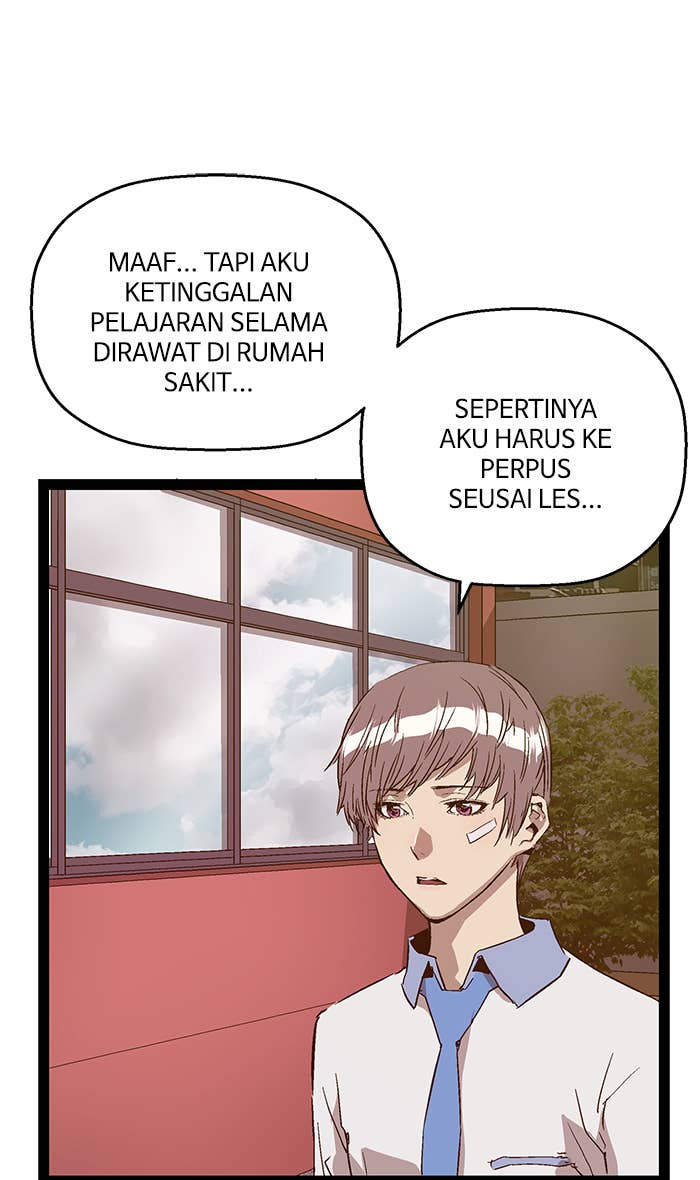 MAAF... TAPI AKU
KETINGGALAN
PELAJARAN SELAMA
DIRAWAT DI RUMAH
SAKIT...
SEPERTINYA
AKU HARUS KE
PERPUS
SEUSAI LES...